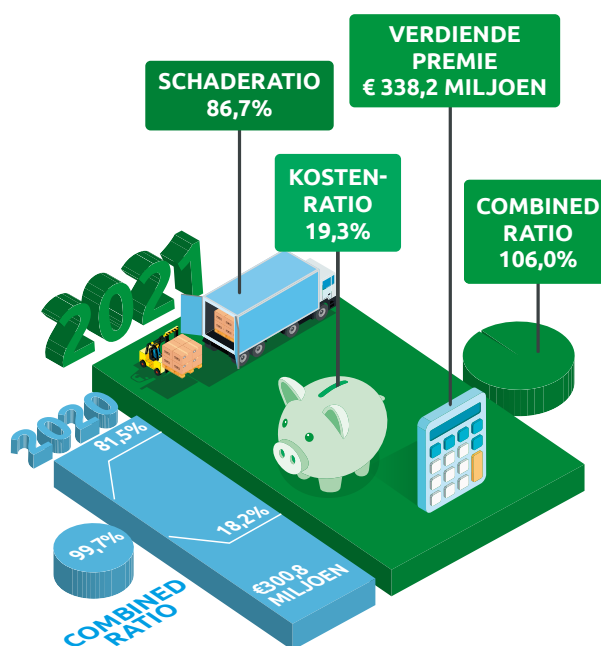 VERDIENDE
PREMIE
€ 338,2 MILJOEN
SCHADERATIO
86,7%
KOSTEN-
RATIO
19,3%
COMBINED
RATIO
106,0%
2021
2020
81,5%
18,2%
€300,8
MILJOEN
99,7%
COMBINED
RATIO